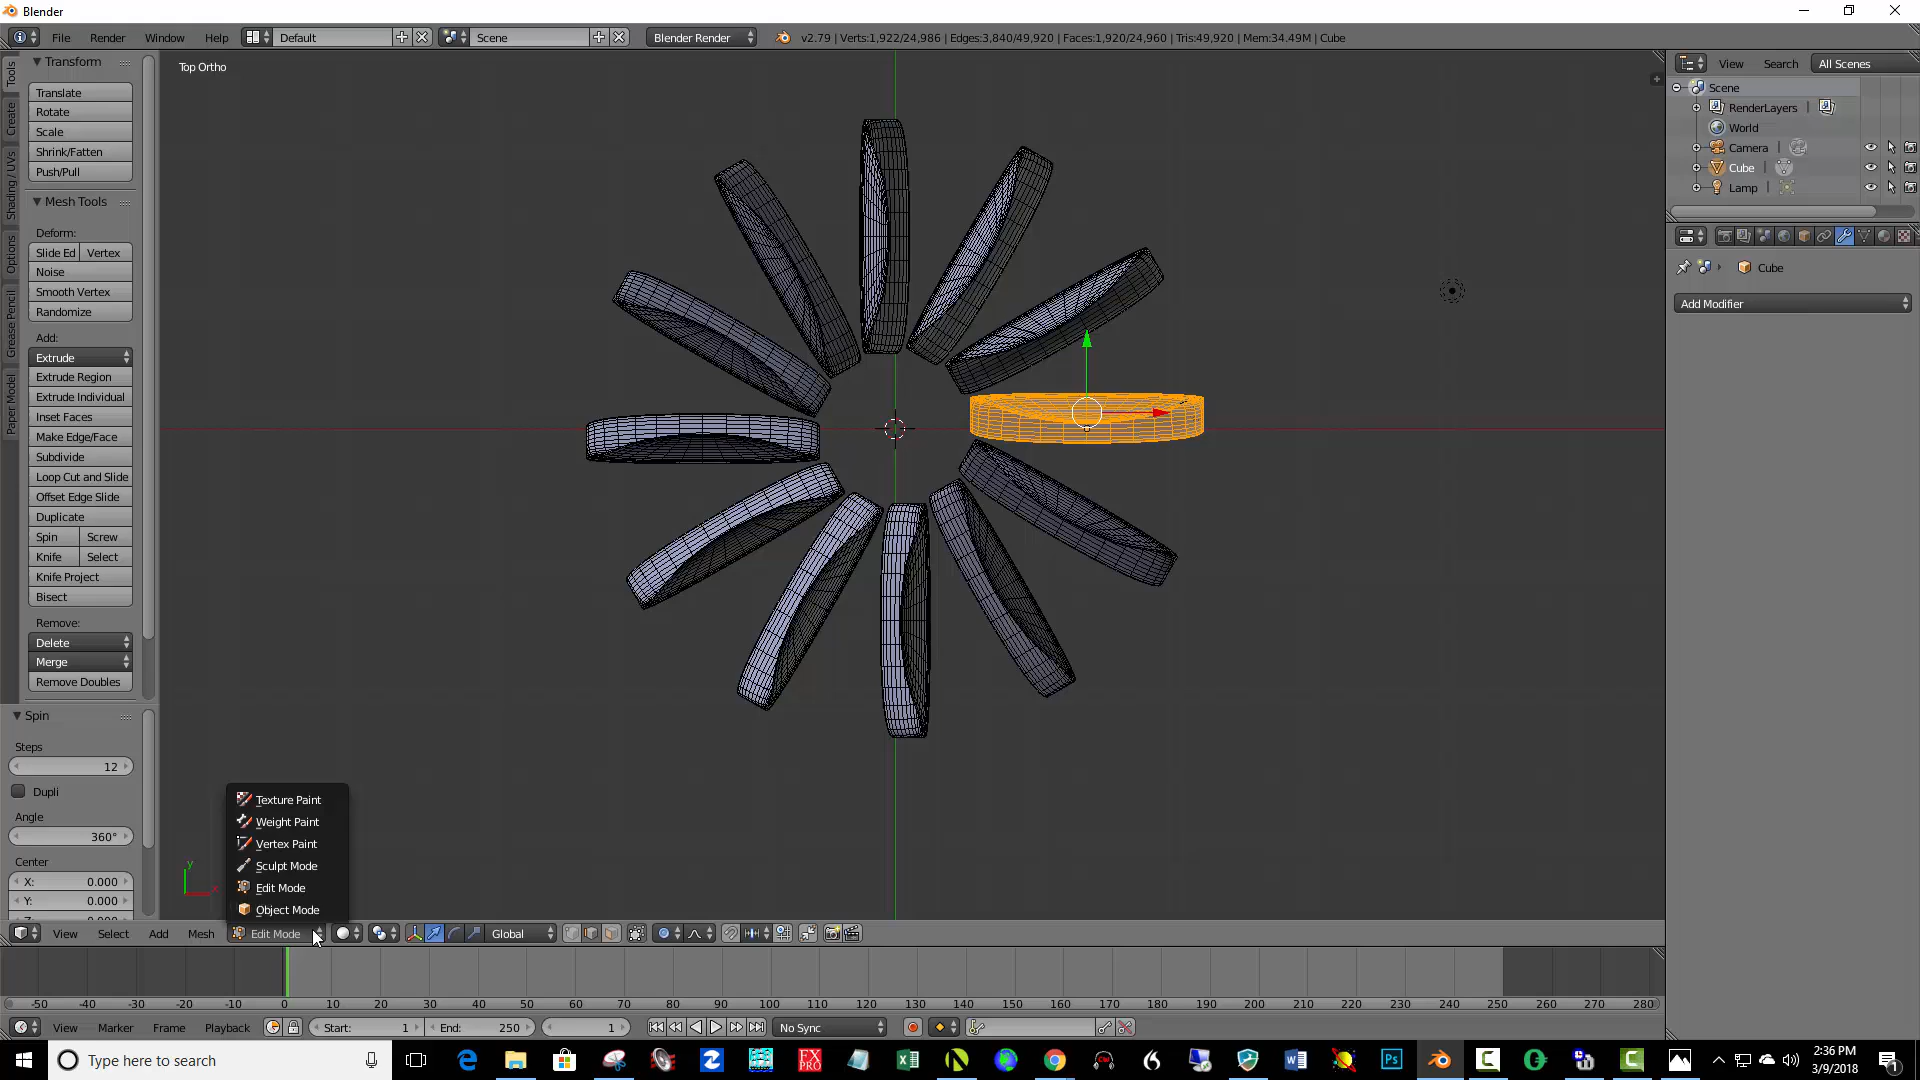 Blender
File Render Window Help Default Scene Blender Render v2.79 | Verts:1,922/24,986 | Edges:3,840/49,920 | Faces:1,920/24,960 | Tris:49,920 | Mem:34.49M | Cube
Tools
Create
Shading / UVs
Options
Grease Pencil
Paper Model
Transform
Translate
Rotate
Scale
Shrink/Fatten
Push/Pull
Mesh Tools
Deform:
Slide Ed Vertex
Noise
Smooth Vertex
Randomize
Add:
Extrude
Extrude Region
Extrude Individual
Inset Faces
Make Edge/Face
Subdivide
Loop Cut and Slide
Offset Edge Slide
Duplicate
Spin Screw
Knife Select
Knife Project
Bisect
Remove:
Delete
Merge
Remove Doubles
Spin
Steps
12
Dupli
Angle
360°
Center
X: 0.000
Y: 0.000
Top Ortho
y
x
Texture Paint
Weight Paint
Vertex Paint
Sculpt Mode
Edit Mode
Object Mode
View Select Add Mesh Edit Mode Global
View Search All Scenes
Scene
RenderLayers
World
Camera
Cube
Lamp
Cube
Add Modifier
-50 -40 -30 -20 -10 0 10 20 30 40 50 60 70 80 90 100 110 120 130 140 150 160 170 180 190 200 210 220 230 240 250 260 270 280
View Marker Frame Playback Start: 1 End: 250 1 No Sync
Type here to search
2:36 PM
3/9/2018